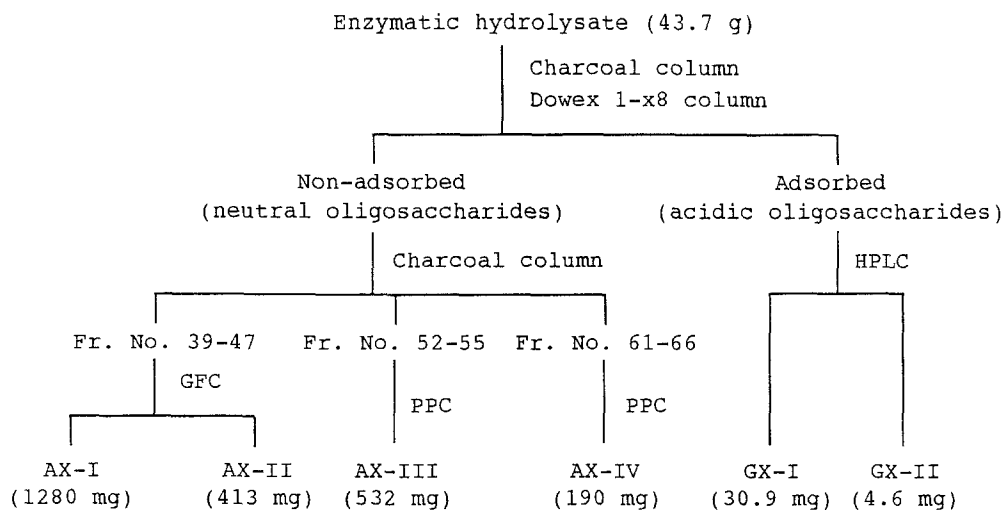 Enzymatic hydrolysate (43.7 g)
Charcoal column
Dowex 1-x8 column
Non-adsorbed
(neutral oligosaccharides)
Adsorbed
(acidic oligosaccharides)
Charcoal column
HPLC
Fr. No. 39-47
Fr. No. 52-55
Fr. No. 61-66
GFC
PPC
PPC
AX-I
(1280 mg)
AX-II
(413 mg)
AX-III
(532 mg)
AX-IV
(190 mg)
GX-I
(30.9 mg)
GX-II
(4.6 mg)